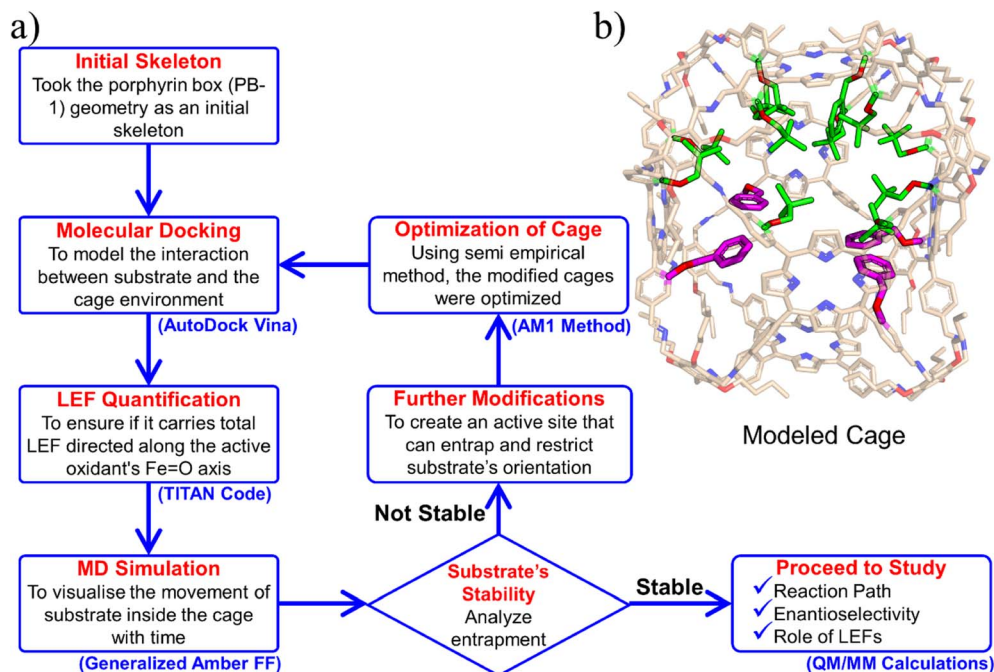 a)
Initial Skeleton
Took the porphyrin box (PB-
1) geometry as an initial
skeleton
Molecular Docking
To model the interaction
between substrate and the
cage environment
(AutoDock Vina)
LEF Quantification
To ensure if it carries total
LEF directed along the active
oxidant's Fe=O axis
(TITAN Code)
MD Simulation
To visualise the movement of
substrate inside the cage
with time
(Generalized Amber FF)
Optimization of Cage
Using semi empirical
method, the modified cages
were optimized
(AM1 Method)
Further Modifications
To create an active site that
can entrap and restrict
substrate's orientation
Not Stable
Substrate's
Stability
Analyze
entrapment
Stable
Proceed to Study
Reaction Path
Enantioselectivity
Role of LEFs
(QM/MM Calculations)
b)
Modeled Cage